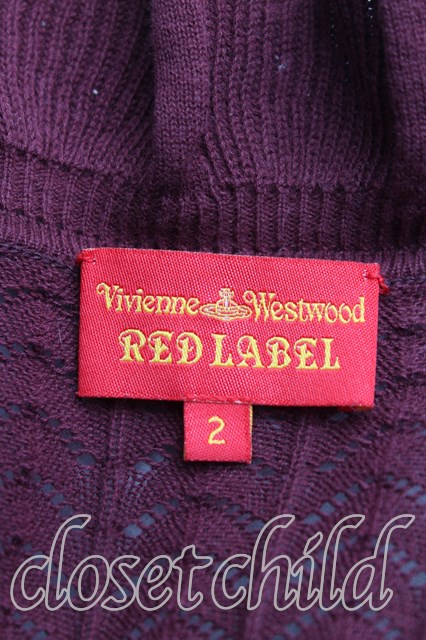 Vivienne Westwood
RED LABEL
2
closet child